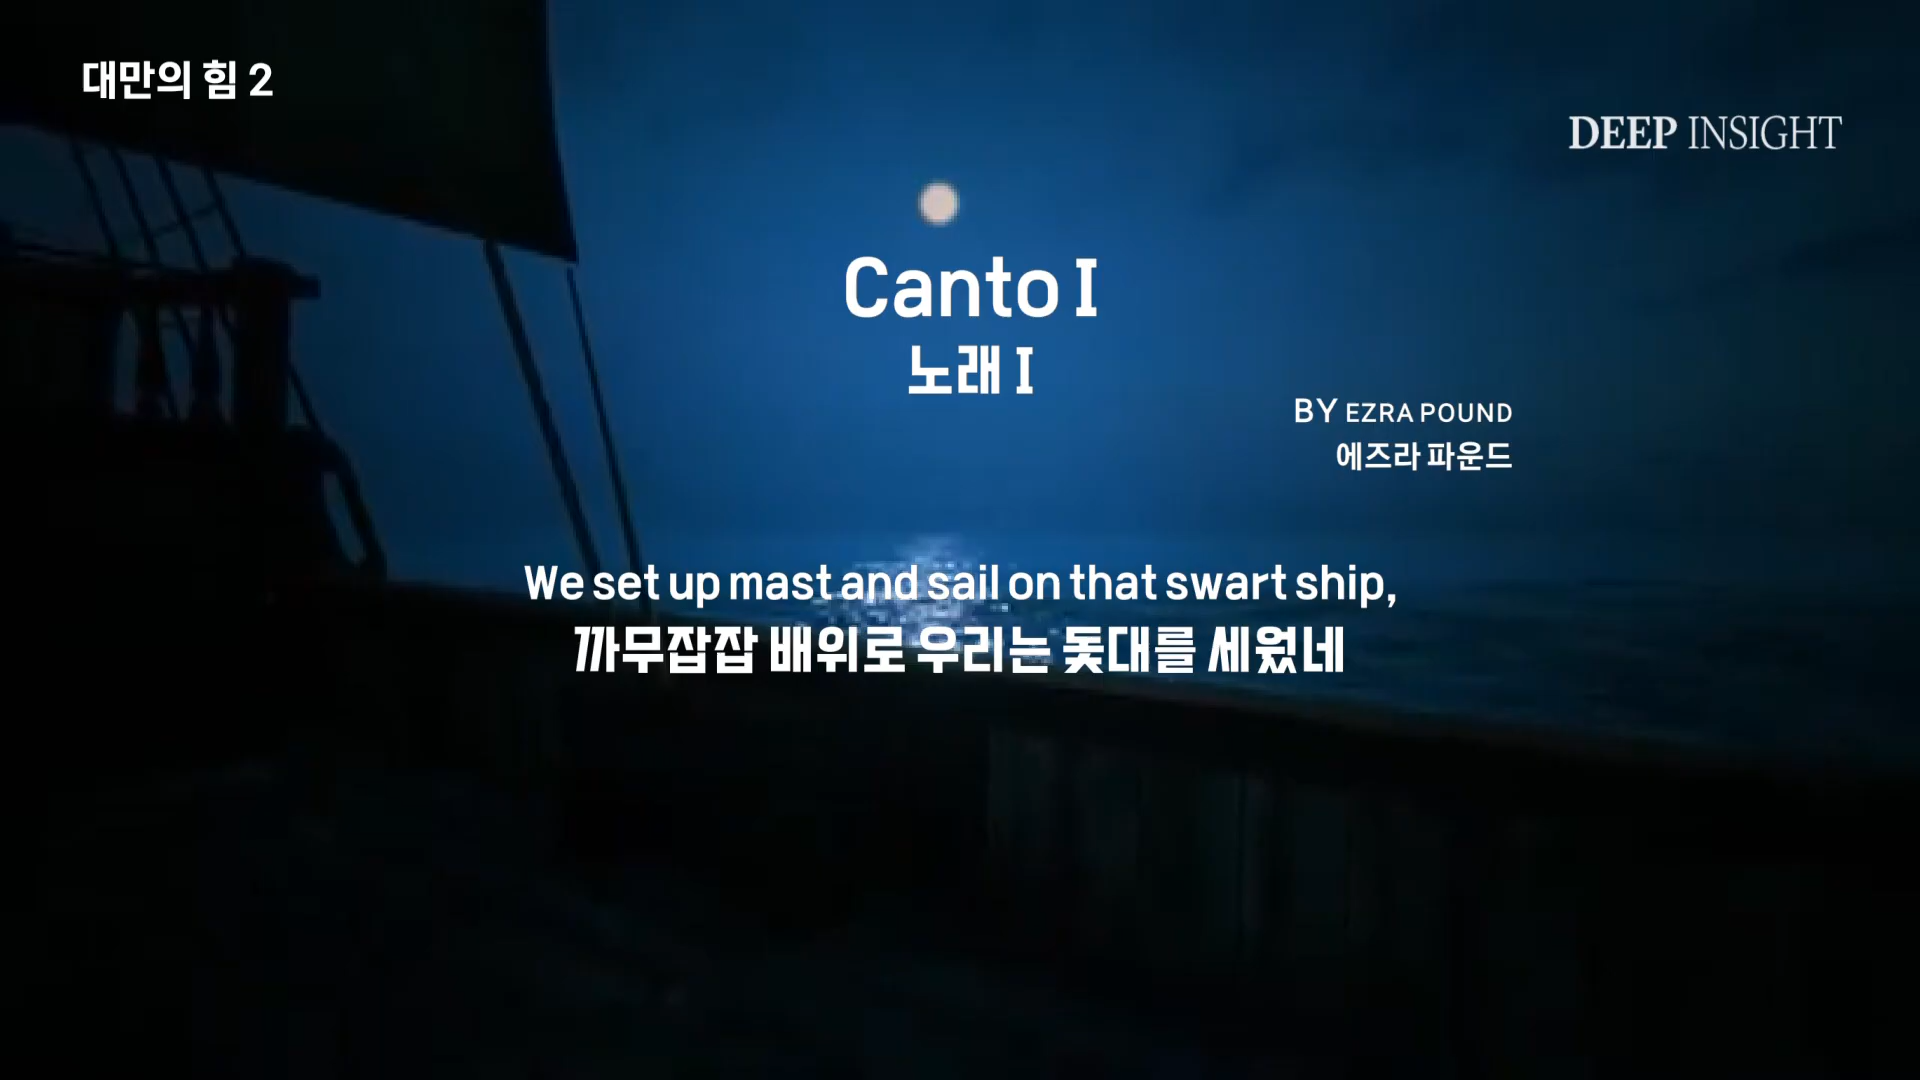 대만의 힘 2
DEEP INSIGHT
Canto I
노래 I
BY EZRA POUND
에즈라 파운드
We set up mast and sail on that swart ship,
까무잡잡 배위로 우리는 돛대를 세웠네